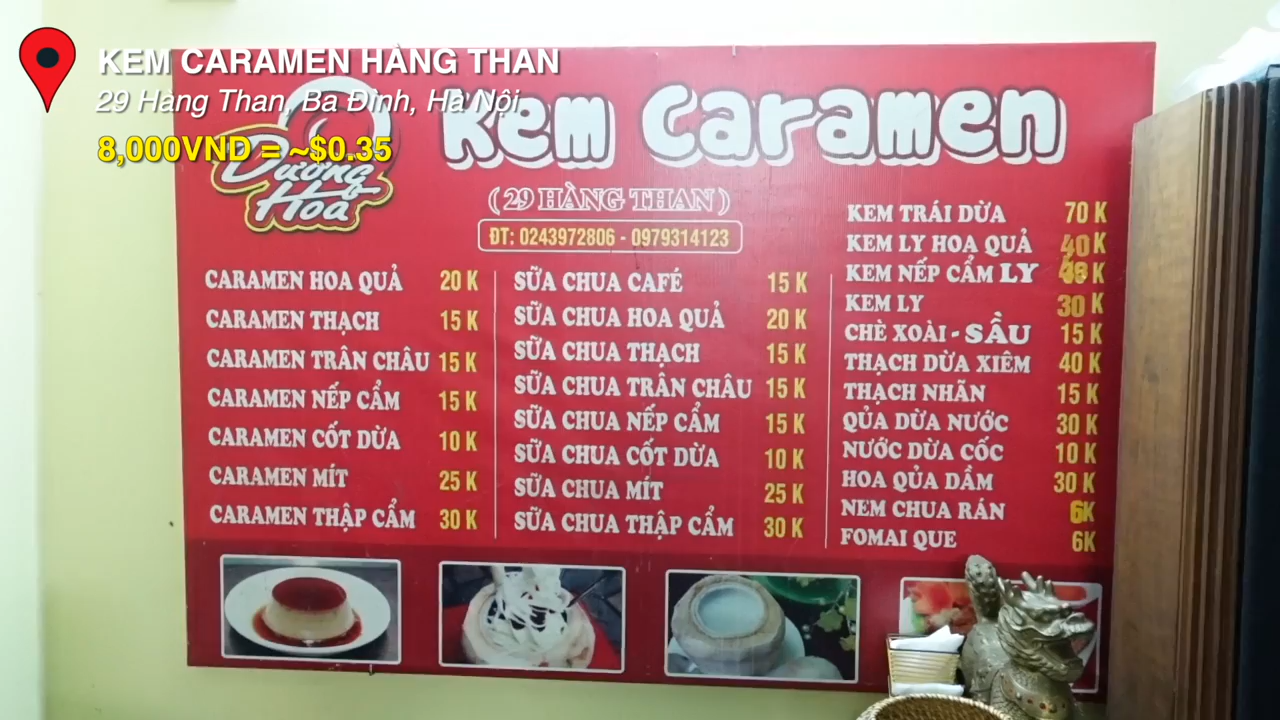 KEM CARAMEN HÀNG THAN
29 Hàng Than, Ba Đình, Hà Nội
8,000VND = ~$0.35
Dưỡng Hoa
Kem Caramen
( 29 HÀNG THAN )
ĐT: 0243972806 - 0979314123
CARAMEN HOA QUẢ 20 K
CARAMEN THẠCH 15 K
CARAMEN TRÂN CHÂU 15 K
CARAMEN NẾP CẨM 15 K
CARAMEN CỐT DỪA 10 K
CARAMEN MÍT 25 K
CARAMEN THẬP CẨM 30 K
SỮA CHUA CAFÉ 15 K
SỮA CHUA HOA QUẢ 20 K
SỮA CHUA THẠCH 15 K
SỮA CHUA TRÂN CHÂU 15 K
SỮA CHUA NẾP CẨM 15 K
SỮA CHUA CỐT DỪA 10 K
SỮA CHUA MÍT 25 K
SỮA CHUA THẬP CẨM 30 K
KEM TRÁI DỪA 70 K
KEM LY HOA QUẢ 40 K
KEM NẾP CẨM LY K
KEM LY 30 K
CHÈ XOÀI - SẦU 15 K
THẠCH DỪA XIÊM 40 K
THẠCH NHÃN 15 K
QỦA DỪA NƯỚC 30 K
NƯỚC DỪA CỐC 10 K
HOA QỦA DẦM 30 K
NEM CHUA RÁN 6K
FOMAI QUE 6K